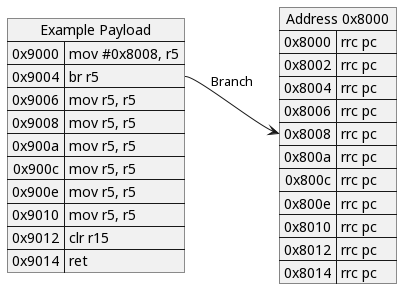 Example Payload
0x9000 mov #0x8008, r5
0x9004 br r5
0x9006 mov r5, r5
0x9008 mov r5, r5
0x900a mov r5, r5
0x900c mov r5, r5
0x900e mov r5, r5
0x9010 mov r5, r5
0x9012 clr r15
0x9014 ret
Branch
Address 0x8000
0x8000 rrc pc
0x8002 rrc pc
0x8004 rrc pc
0x8006 rrc pc
0x8008 rrc pc
0x800a rrc pc
0x800c rrc pc
0x800e rrc pc
0x8010 rrc pc
0x8012 rrc pc
0x8014 rrc pc